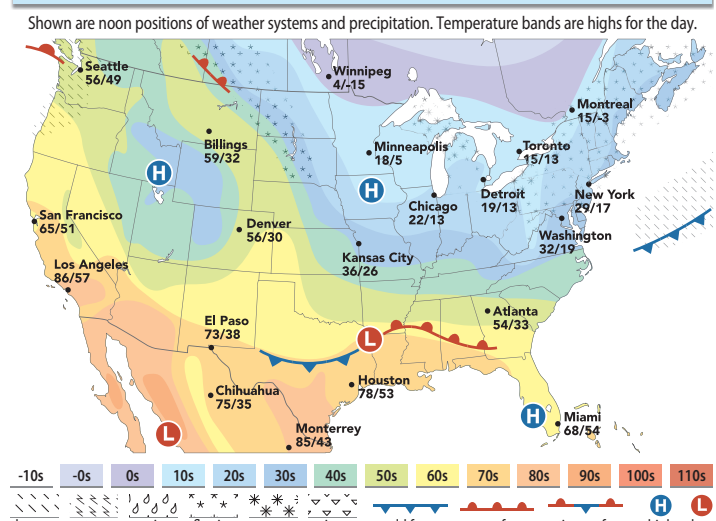 Shown are noon positions of weather systems and precipitation. Temperature bands are highs for the day.
Seattle
56/49
Winnipeg
4/-15
Montreal
15/-3
Billings
59/32
Minneapolis
18/5
Toronto
15/13
H
H
Chicago
22/13
Detroit
19/13
New York
29/17
San Francisco
65/51
Denver
56/30
Washington
32/19
Kansas City
36/26
Los Angeles
86/57
El Paso
73/38
L
Atlanta
54/33
Chihuahua
75/35
Houston
78/53
H
Miami
68/54
L
Monterrey
85/43
-10s -0s 0s 10s 20s 30s 40s 50s 60s 70s 80s 90s 100s 110s
H L